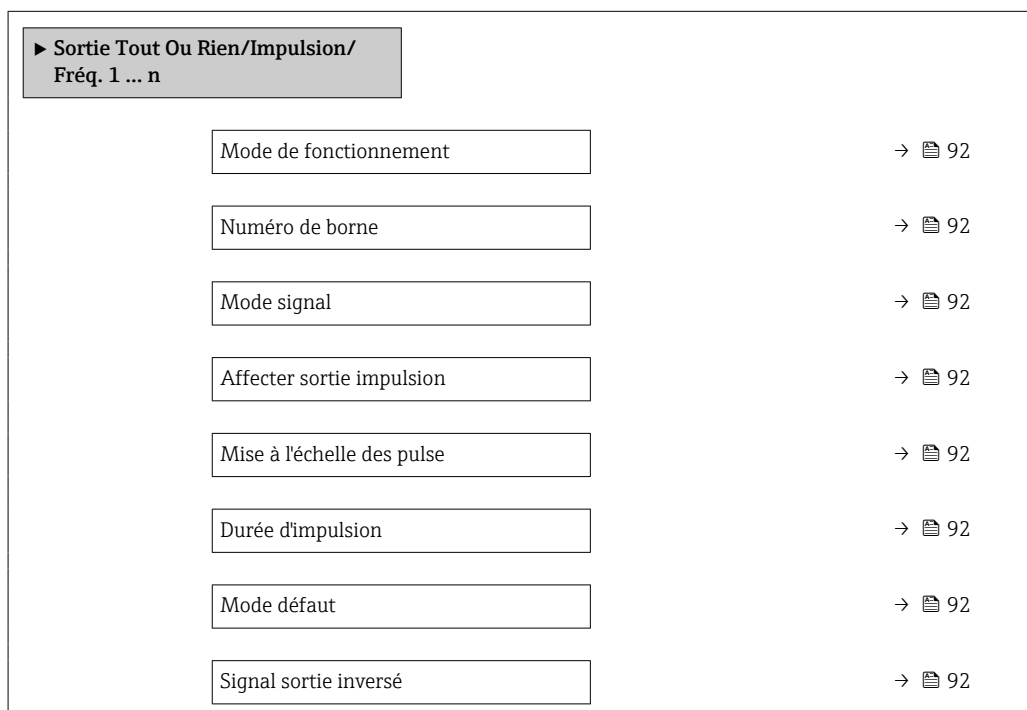 ▶ Sortie Tout Ou Rien/Impulsion/
Fréq. 1 ... n
Mode de fonctionnement → 92
Numéro de borne → 92
Mode signal → 92
Affecter sortie impulsion → 92
Mise à l'échelle des pulse → 92
Durée d'impulsion → 92
Mode défaut → 92
Signal sortie inversé → 92